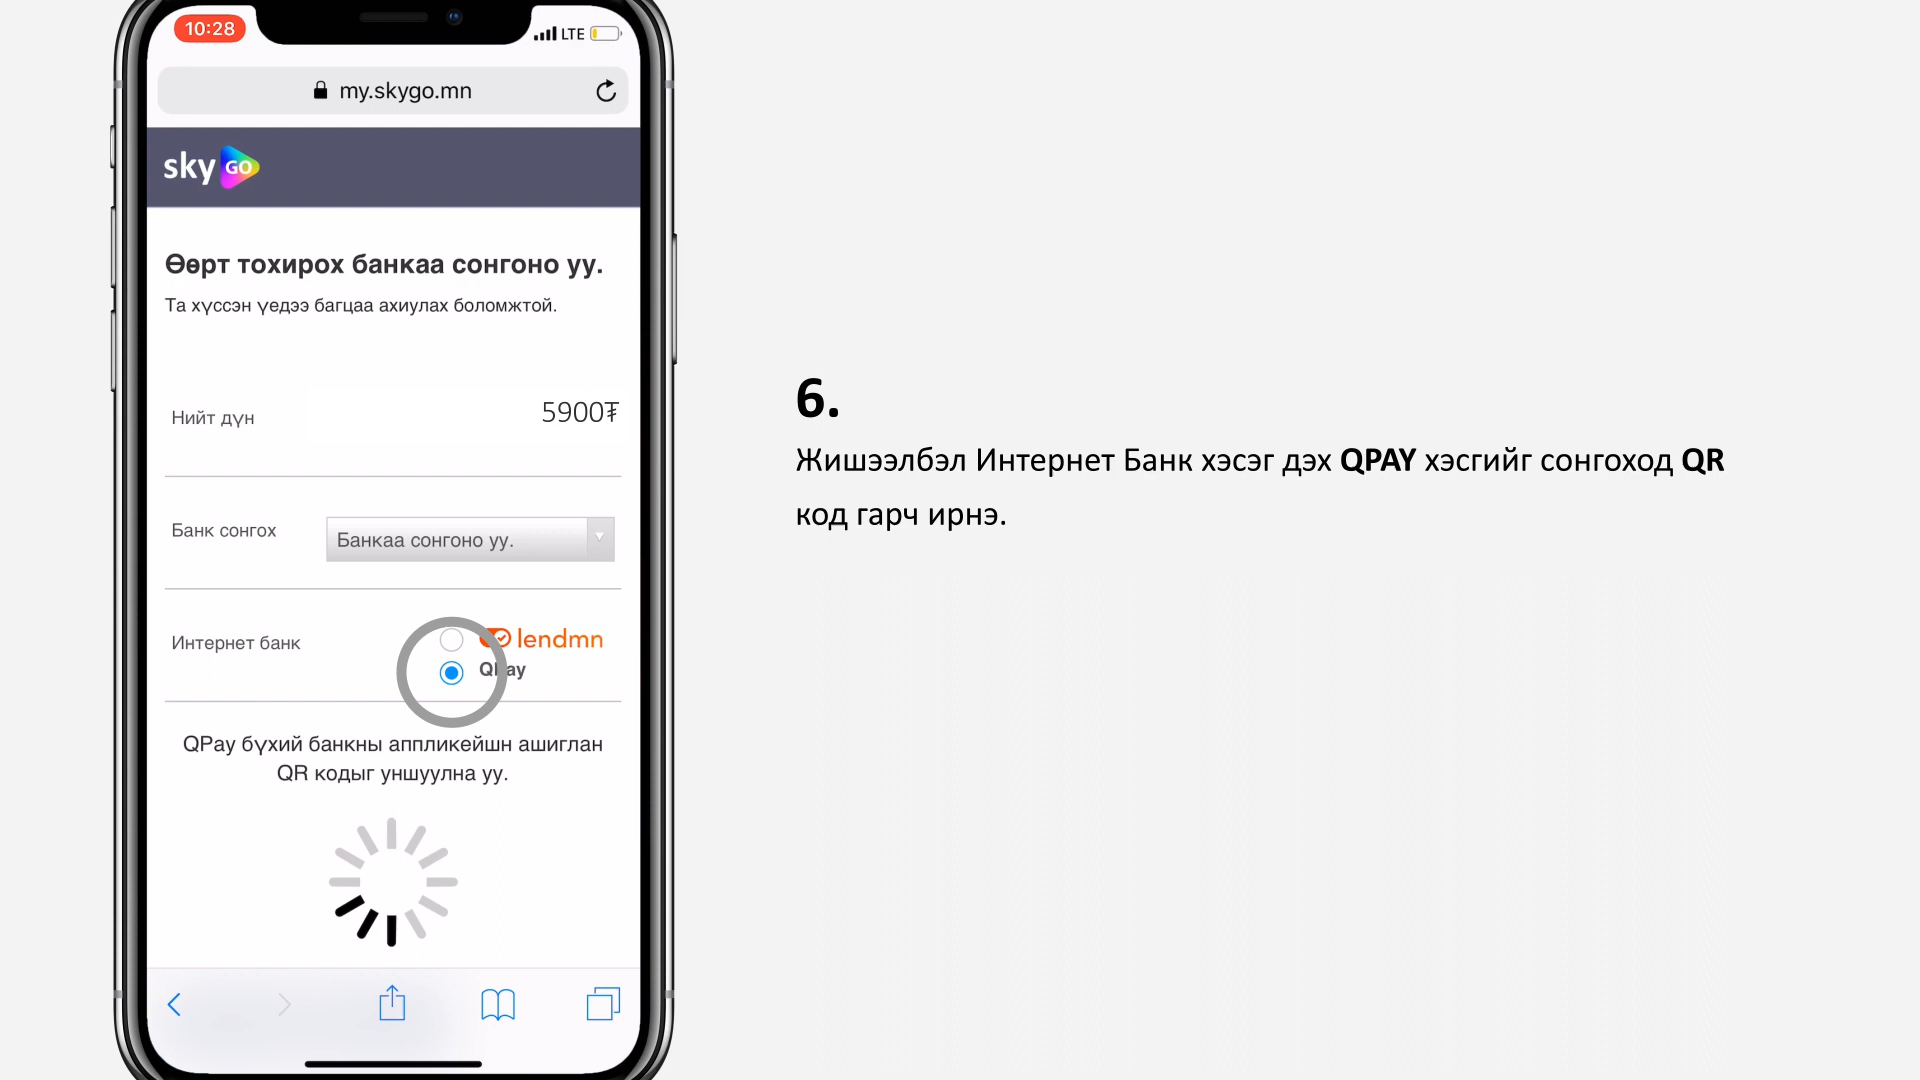 10:28
LTE
my.skygo.mn
sky GO
Өөрт тохирох банкаа сонгоно уу.
Та хүссэн үедээ багцаа ахиулах боломжтой.
Нийт дүн
5900₮
Банк сонгох
Банкаа сонгоно уу.
Интернет банк
lendmn
QPay
QPay бүхий банкны аппликейшн ашиглан
QR кодыг уншуулна уу.
6.
Жишээлбэл Интернет Банк хэсэг дэх QPAY хэсгийг сонгоход QR
код гарч ирнэ.